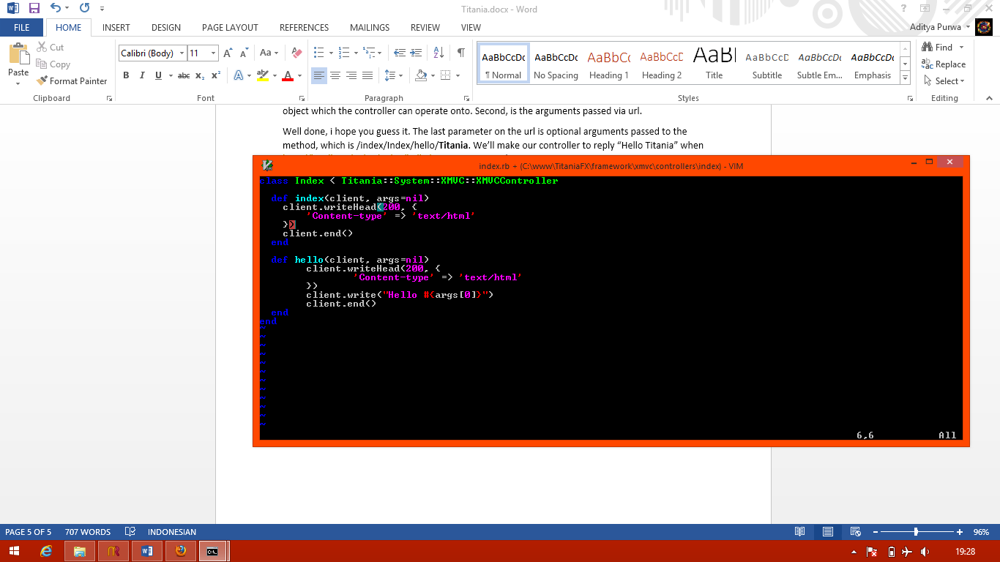 Titania.docx - Word
FILE HOME INSERT DESIGN PAGE LAYOUT REFERENCES MAILINGS REVIEW VIEW Aditya Purwa
Paste
Cut
Copy
Format Painter
Clipboard
Calibri (Body) 11
Font
Paragraph
AaBbCcDc AaBbCcDc AaBbCc AaBbCcD AaBl AaBbCcD AaBbCcDc AaBbCcDc
¶ Normal No Spacing Heading 1 Heading 2 Title Subtitle Subtle Em... Emphasis
Styles
Find
Replace
Select
Editing
object which the controller can operate onto. Second, is the arguments passed via url.
Well done, i hope you guess it. The last parameter on the url is optional arguments passed to the
method, which is /index/Index/hello/Titania. We’ll make our controller to reply “Hello Titania” when
index.rb + (C:\www\TitaniaFX\framework\xmvc\controllers\index) - VIM
class Index < Titania::System::XMVC::XMVCController
def index(client, args=nil)
client.writeHead(200, {
'Content-type' => 'text/html'
})
client.end()
end
def hello(client, args=nil)
client.writeHead(200, {
'Content-type' => 'text/html'
})
client.write("Hello #{args[0]}")
client.end()
end
end
~
~
~
~
~
~
~
~
~
~
~
~
6,6 All
PAGE 5 OF 5 707 WORDS INDONESIAN 96%
19:28